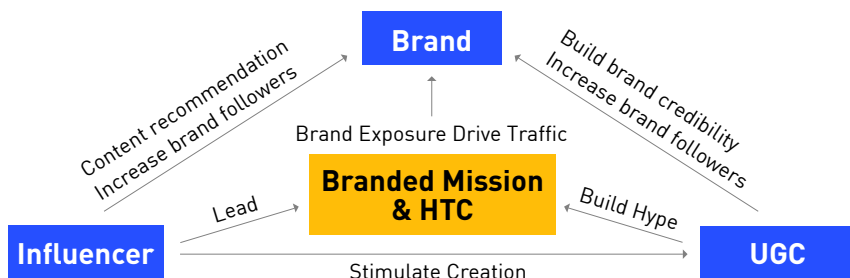 Brand
Content recommendation
Increase brand followers
Build brand credibility
Increase brand followers
Brand Exposure Drive Traffic
Branded Mission
& HTC
Lead
Build Hype
Influencer
UGC
Stimulate Creation